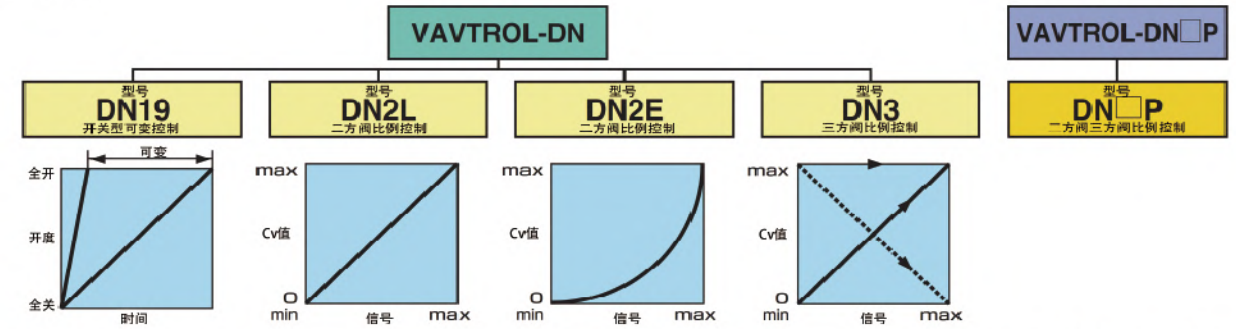 VAVTROL-DN
VAVTROL-DN□P
型号
DN19
开关型可变控制
型号
DN2L
二方阀比例控制
型号
DN2E
二方阀比例控制
型号
DN3
三方阀比例控制
型号
DN□P
二方阀三方阀比例控制
可变
全开
开度
全关
时间
max
Cv值
0
min
信号
max
max
Cv值
0
min
信号
max
max
Cv值
0
min
信号
max